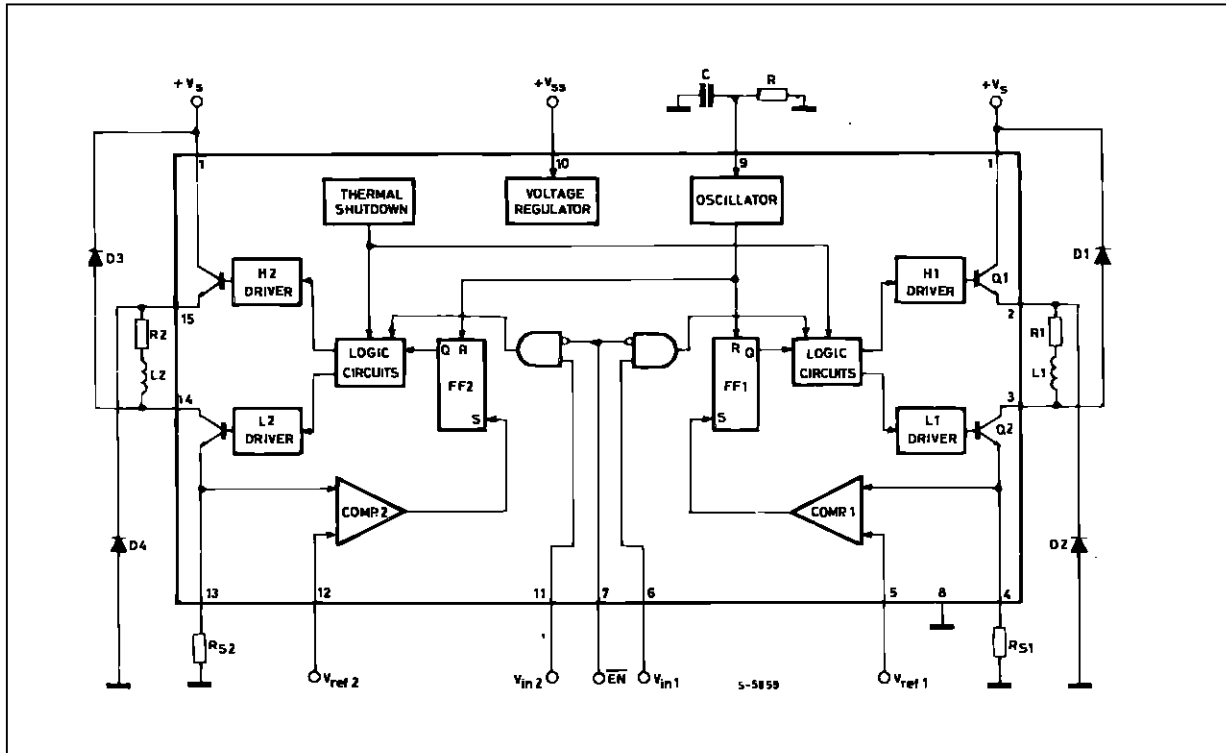 C R
+Vs +Vss +Vs
1 10 9 1
THERMAL SHUTDOWN
VOLTAGE REGULATOR
OSCILLATOR
D3 D1
H2 DRIVER
H1 DRIVER
Q1
15 2
R2 R1
LOGIC CIRCUITS
Q R
FF2
S
R Q
FF1
S
LOGIC CIRCUITS
L2 L1
14 3
L2 DRIVER
L1 DRIVER
Q2
COMP.2 COMP.1
D4 D2
13 12 11 7 6 5 8 4
RS2 RS1
Vref 2 Vin 2 EN Vin 1 Vref 1
S-5859